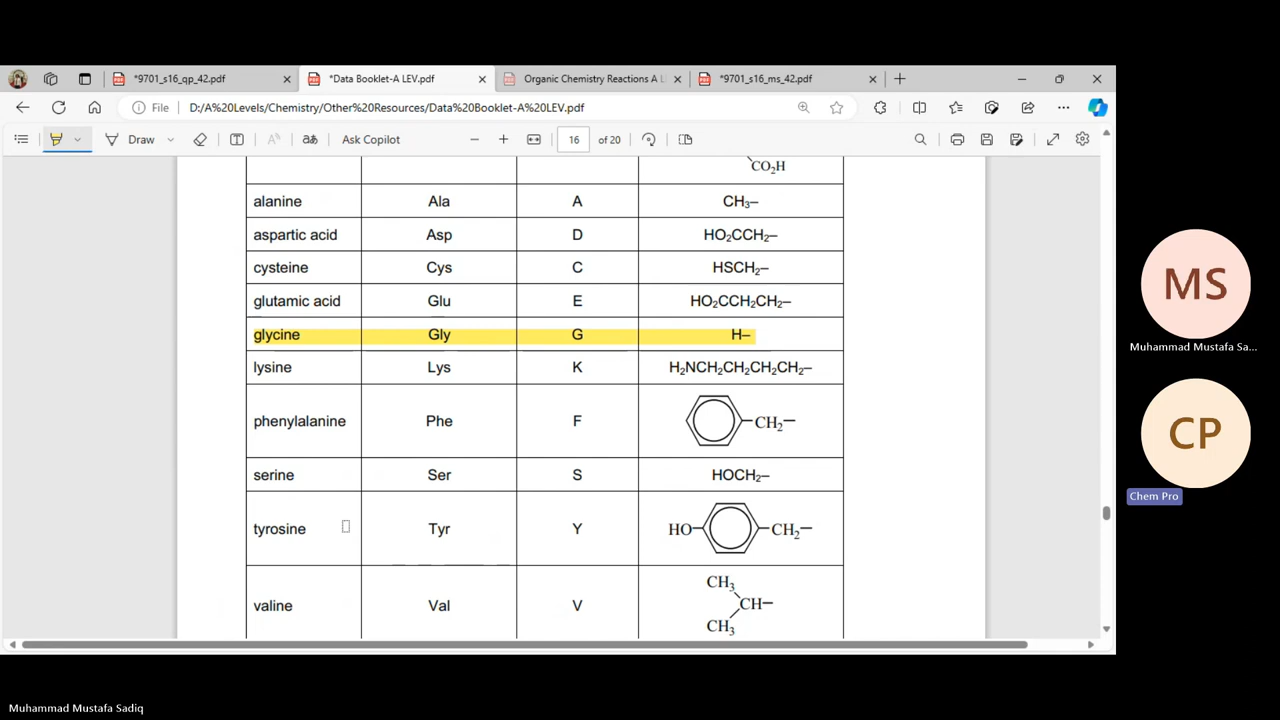 *9701_s16_qp_42.pdf
*Data Booklet-A LEV.pdf
Organic Chemistry Reactions A L
*9701_s16_ms_42.pdf
File D:/A%20Levels/Chemistry/Other%20Resources/Data%20Booklet-A%20LEV.pdf
Draw
aあ
Ask Copilot
16 of 20
CO₂H
alanine Ala A CH₃–
aspartic acid Asp D HO₂CCH₂–
cysteine Cys C HSCH₂–
glutamic acid Glu E HO₂CCH₂CH₂–
glycine Gly G H–
lysine Lys K H₂NCH₂CH₂CH₂CH₂–
phenylalanine Phe F CH₂–
serine Ser S HOCH₂–
tyrosine Tyr Y HO CH₂–
CH₃
valine Val V CH–
CH₃
MS
Muhammad Mustafa Sa...
CP
Chem Pro
Muhammad Mustafa Sadiq